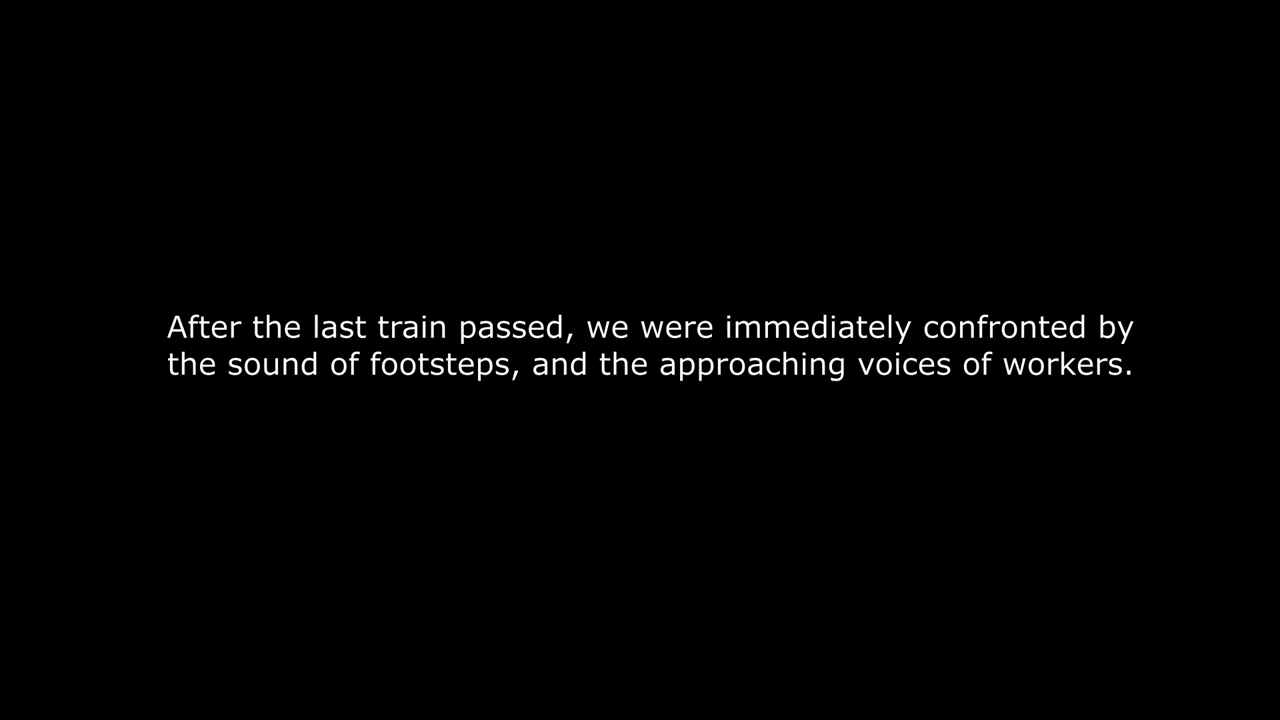 After the last train passed, we were immediately confronted by
the sound of footsteps, and the approaching voices of workers.